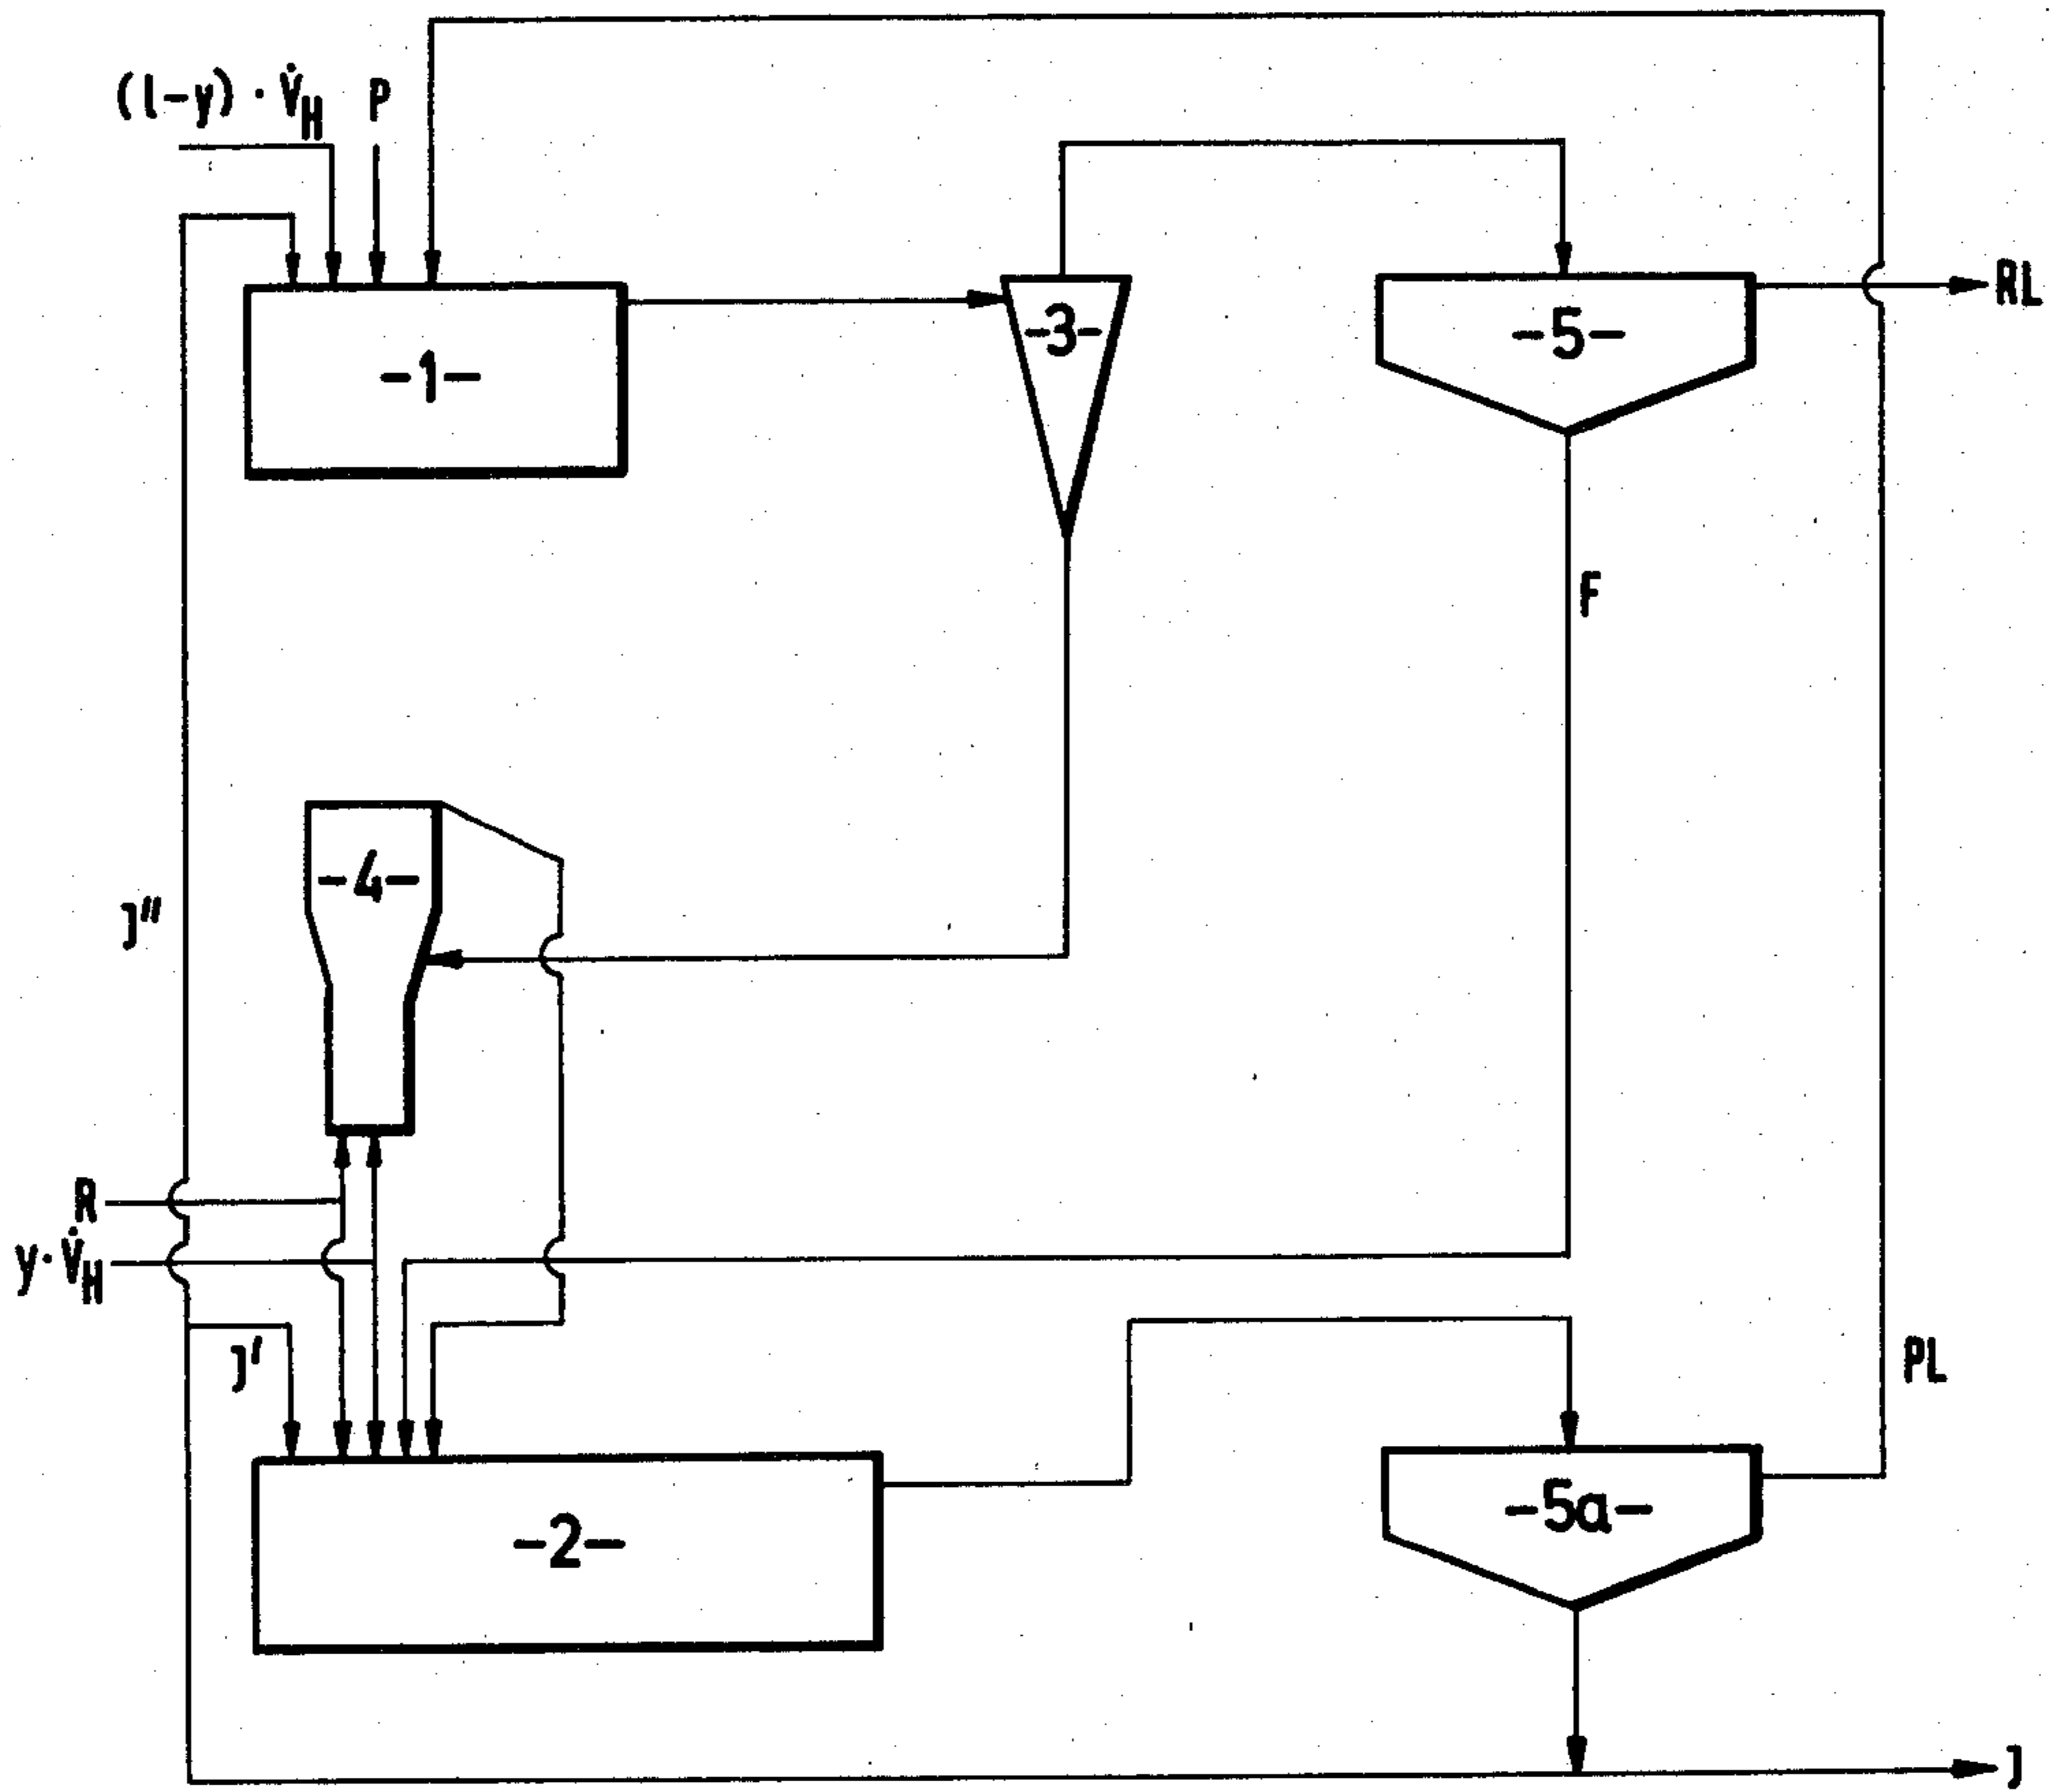 (1-y) · V̇H P
RL
-1-
-3-
-5-
F
-4-
J"
R
y·V̇H
J'
PL
-2-
-5a-
J